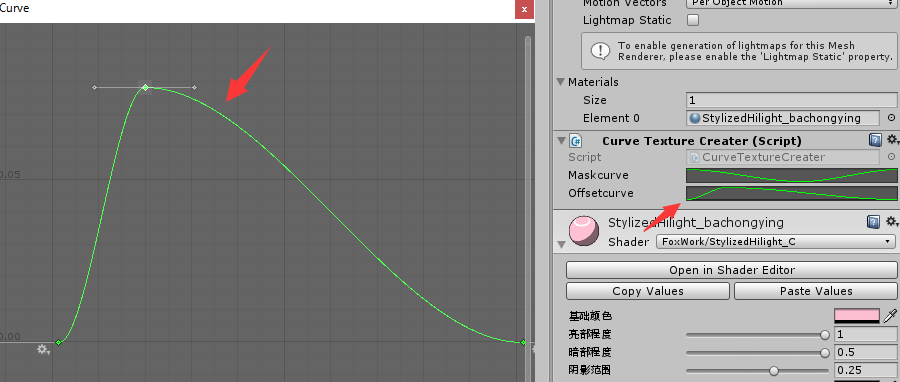 Curve
x
0.05
0.00
Motion Vectors
Per Object Motion
Lightmap Static
To enable generation of lightmaps for this Mesh
Renderer, please enable the 'Lightmap Static' property.
Materials
Size
1
Element 0
StylizedHilight_bachongying
Curve Texture Creater (Script)
Script
CurveTextureCreater
Maskcurve
Offsetcurve
StylizedHilight_bachongying
Shader
FoxWork/StylizedHilight_C
Open in Shader Editor
Copy Values
Paste Values
基础颜色
亮部程度
1
暗部程度
0.5
阴影范围
0.25